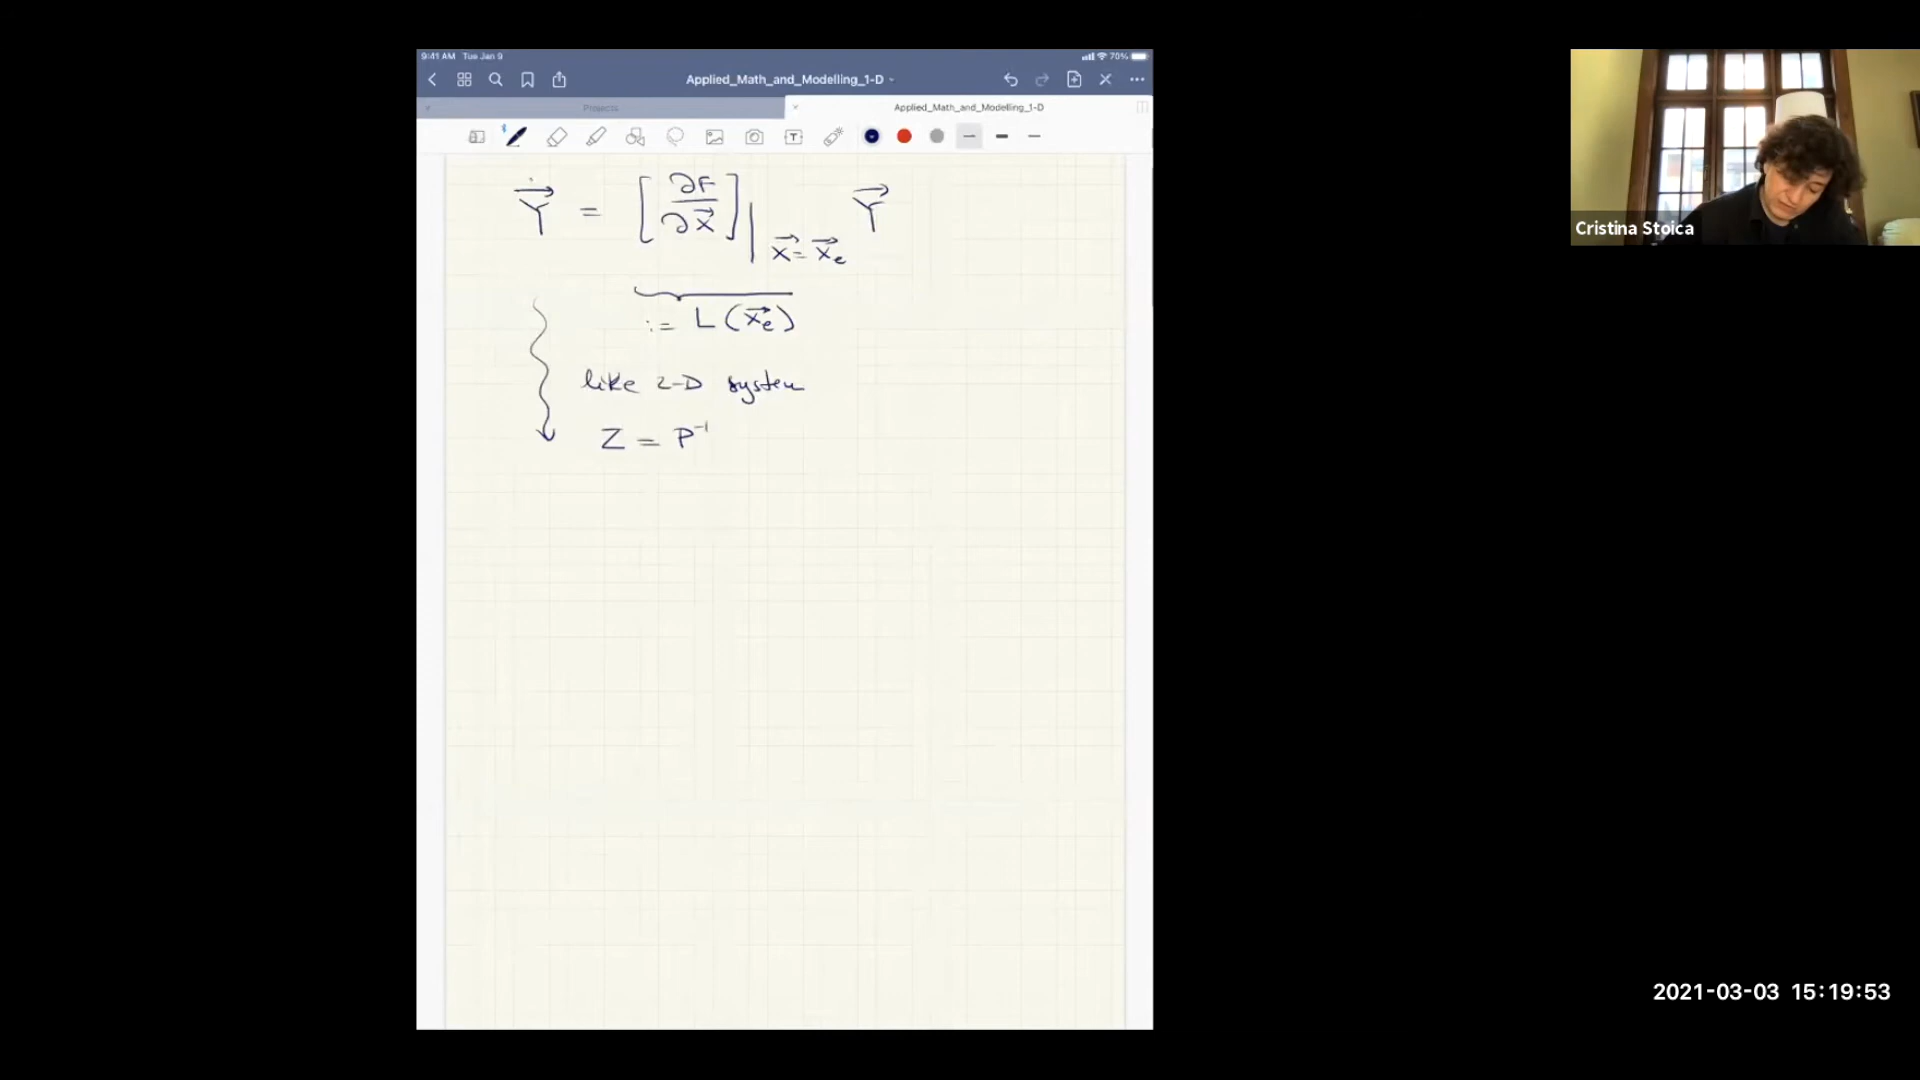 9:41 AM Tue Jan 9
70%
Applied_Math_and_Modelling_1-D
Projects
Applied_Math_and_Modelling_1-D
Ẏ⃗ = [∂F/∂X⃗]|x⃗=x⃗e Y⃗
:= L(x⃗e)
like 2-D system
Z = P⁻¹
Cristina Stoica
2021-03-03 15:19:53